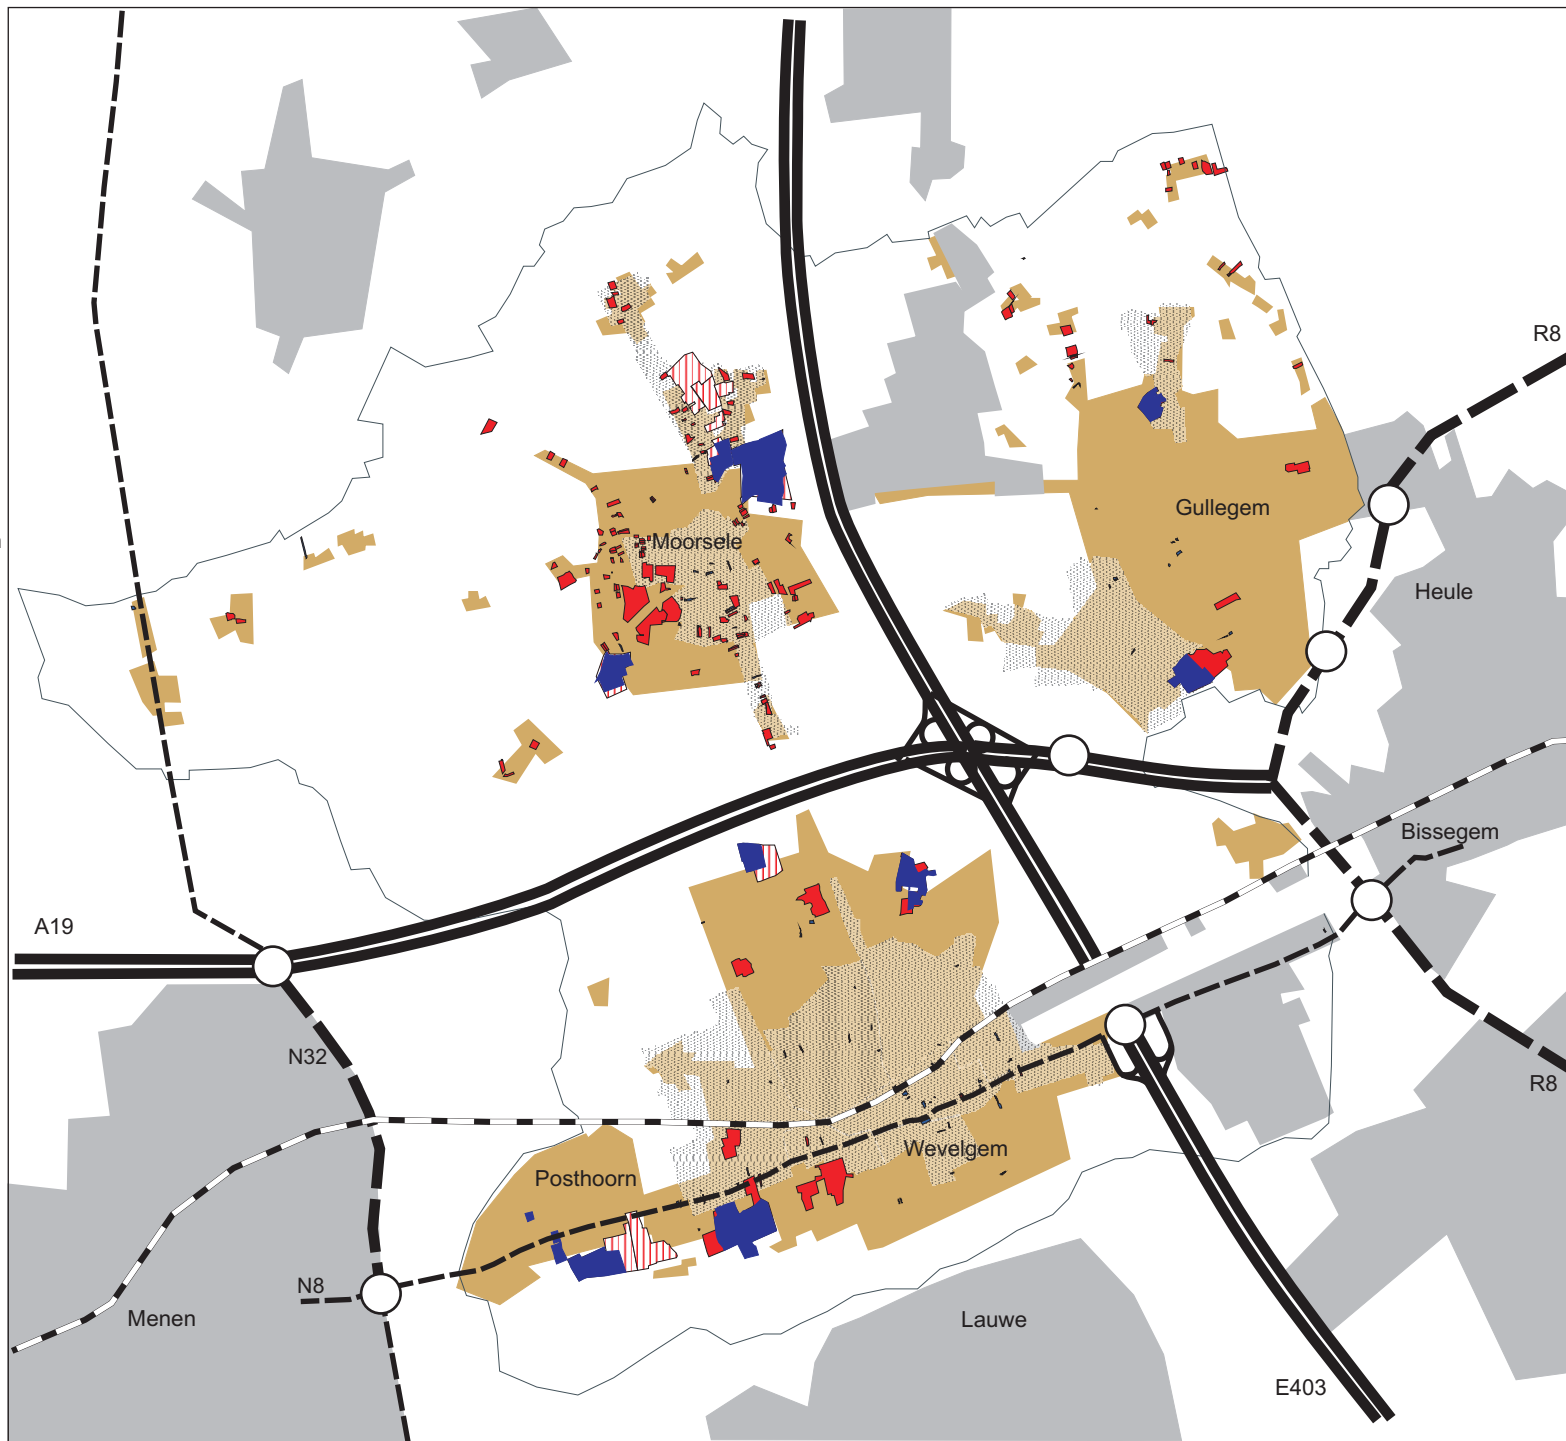 R8
Gullegem
Moorsele
Heule
Bissegem
A19
N32
R8
Wevelgem
Posthoorn
N8
Menen
Lauwe
E403